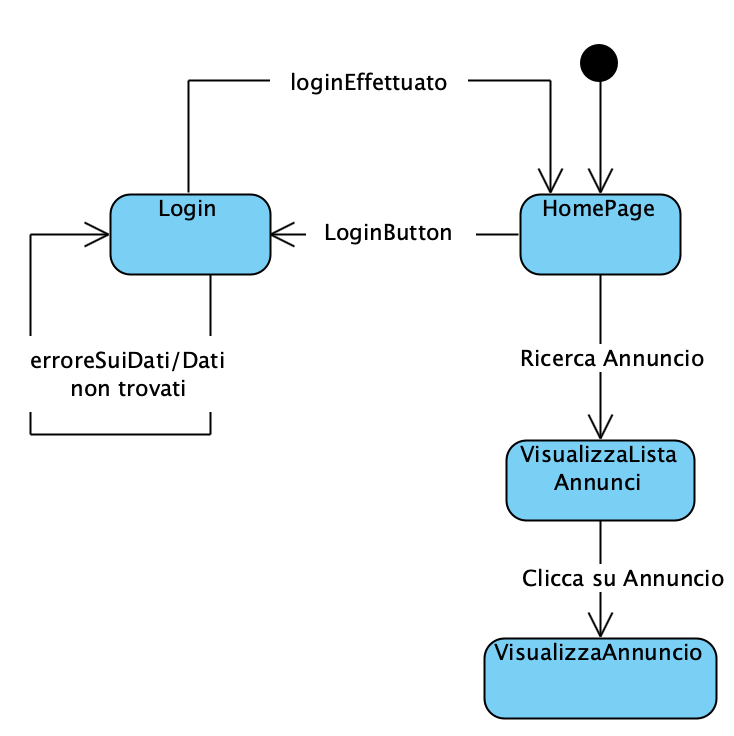 loginEffettuato
Login
HomePage
LoginButton
erroreSuiDati/Dati
non trovati
Ricerca Annuncio
VisualizzaLista
Annunci
Clicca su Annuncio
VisualizzaAnnuncio